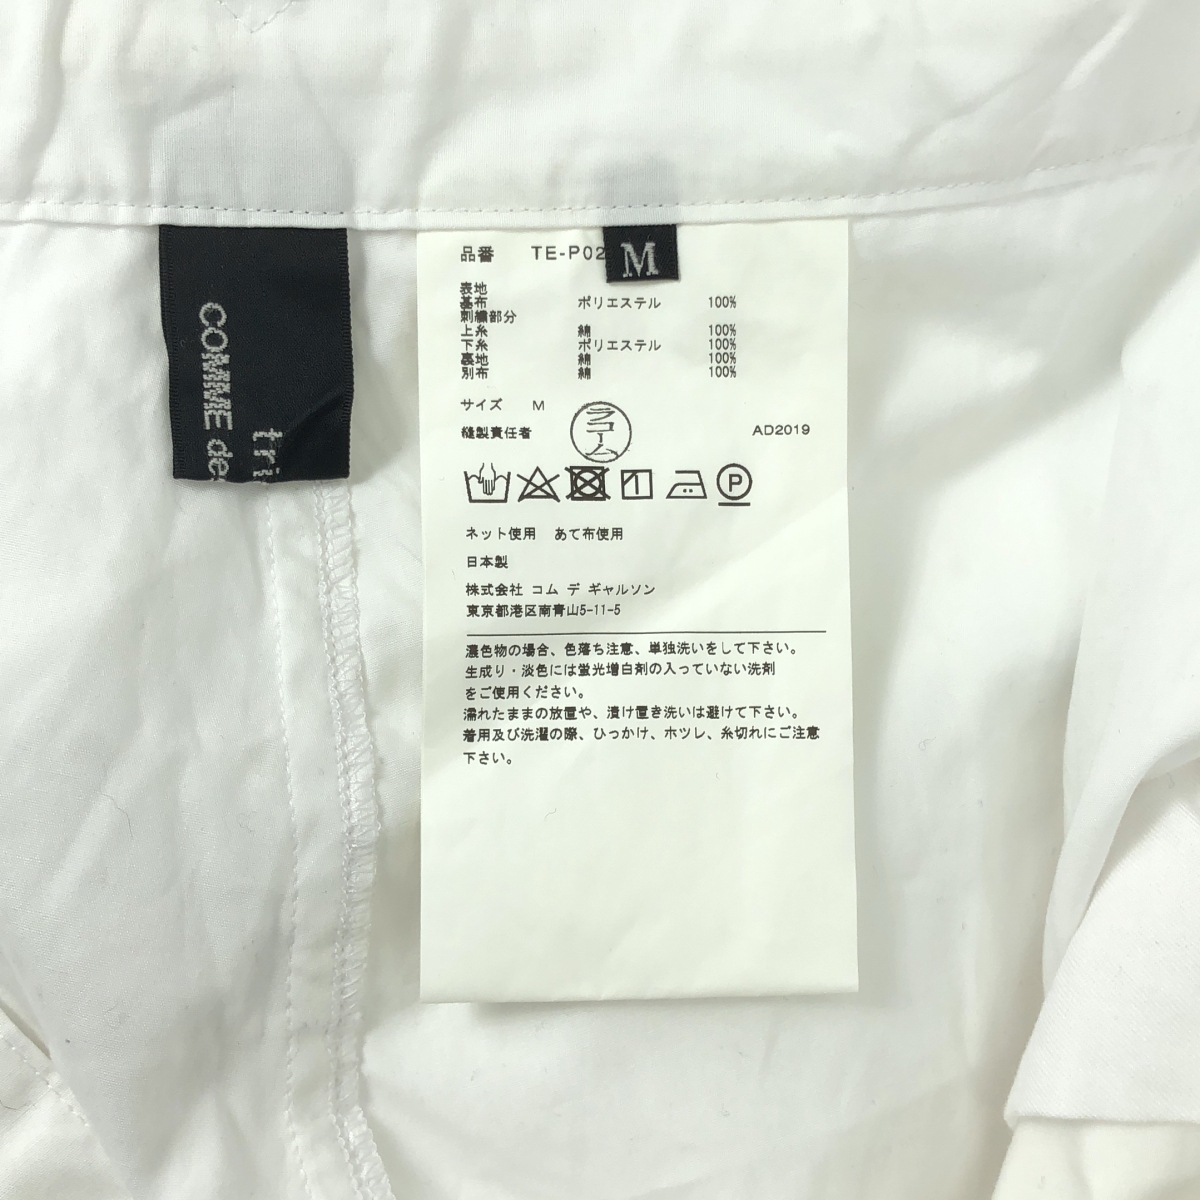 tri
COMME de
M
品番 TE-P02
表地
基布 ポリエステル 100%
刺繍部分
上糸 綿 100%
下糸 ポリエステル 100%
裏地 綿 100%
別布 綿 100%
サイズ M
縫製責任者 ラコーム AD2019
P
ネット使用 あて布使用
日本製
株式会社 コム デ ギャルソン
東京都港区南青山5-11-5
濃色物の場合、色落ち注意、単独洗いをして下さい。
生成り・淡色には蛍光増白剤の入っていない洗剤
をご使用ください。
濡れたままの放置や、漬け置き洗いは避けて下さい。
着用及び洗濯の際、ひっかけ、ホツレ、糸切れにご注意
下さい。